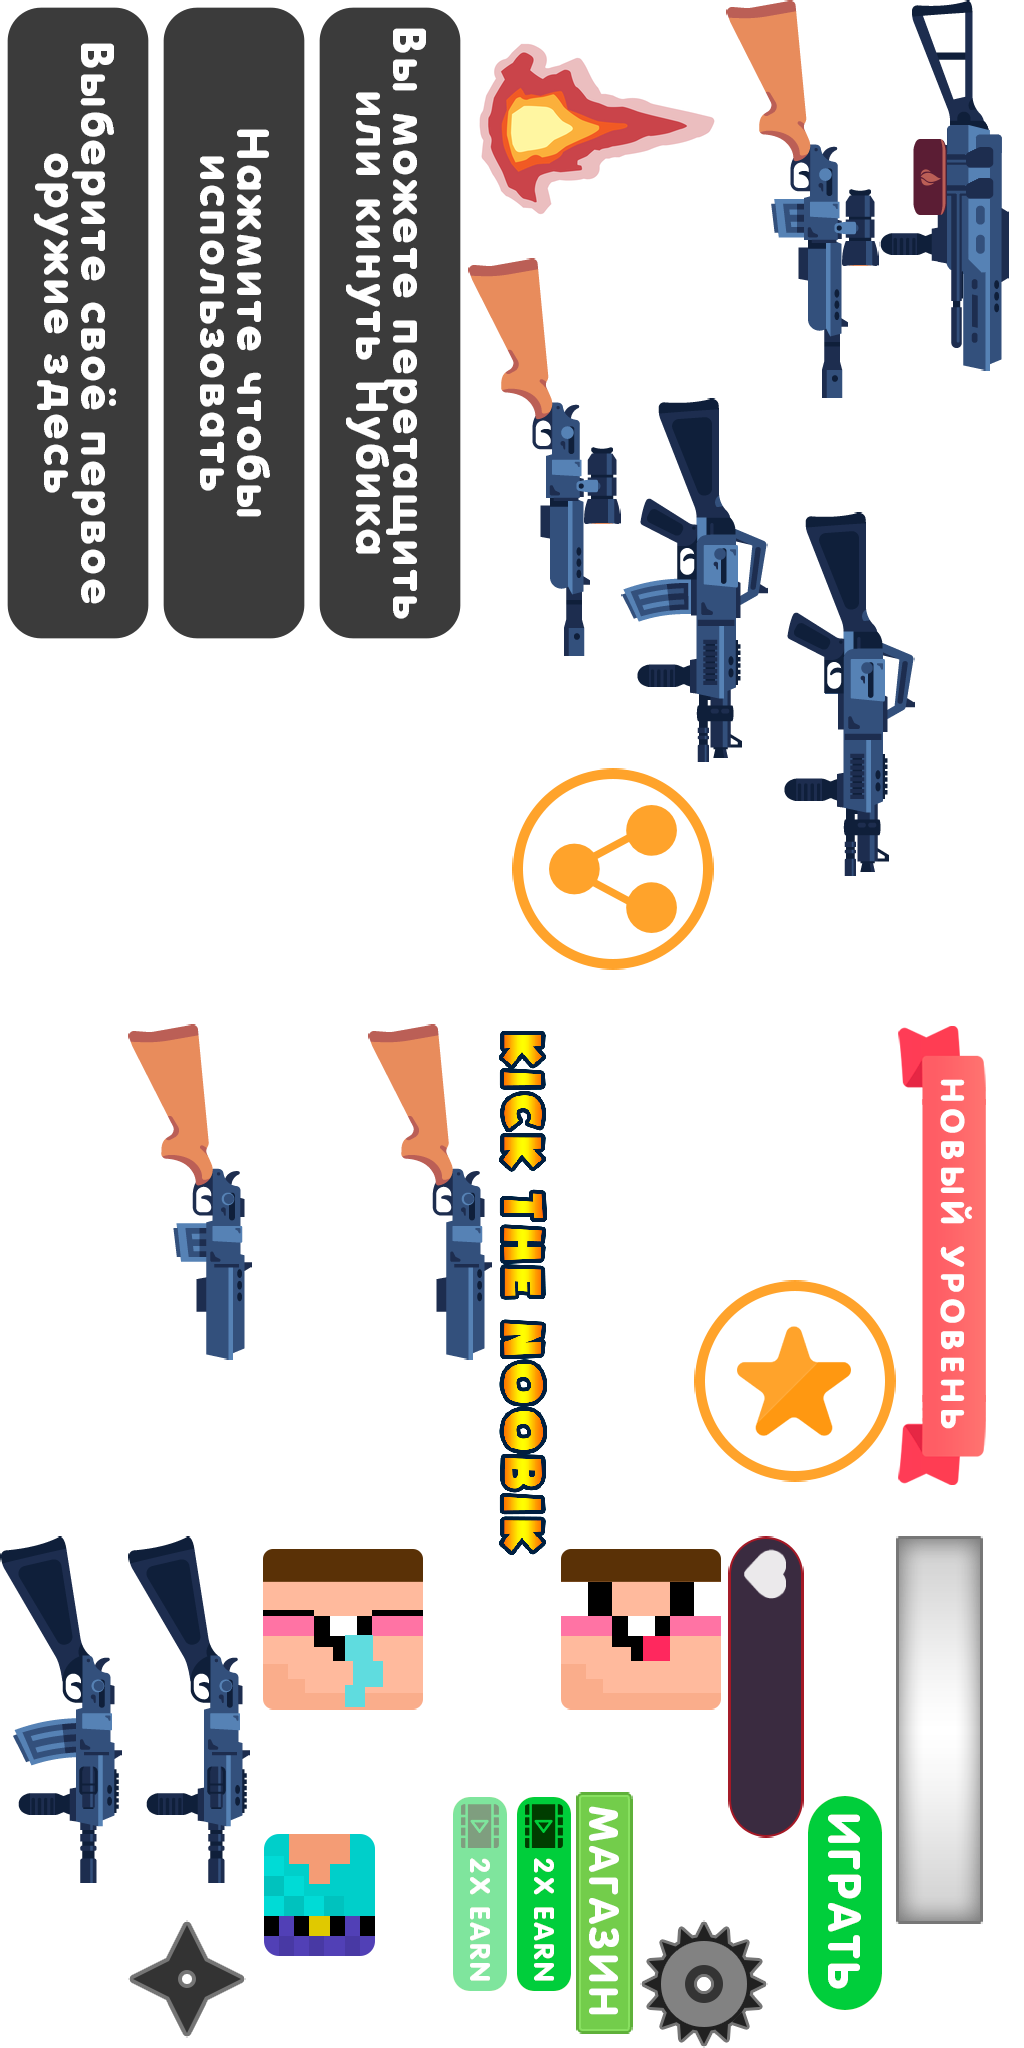 Вы можете перетащить
или кинуть Нубика
Нажмите чтобы
использовать
Выберите своё первое
оружие здесь
НОВЫЙ УРОВЕНЬ
KICK THE NOOBIK
ИГРАТЬ
МАГАЗИН
2X EARN
2X EARN